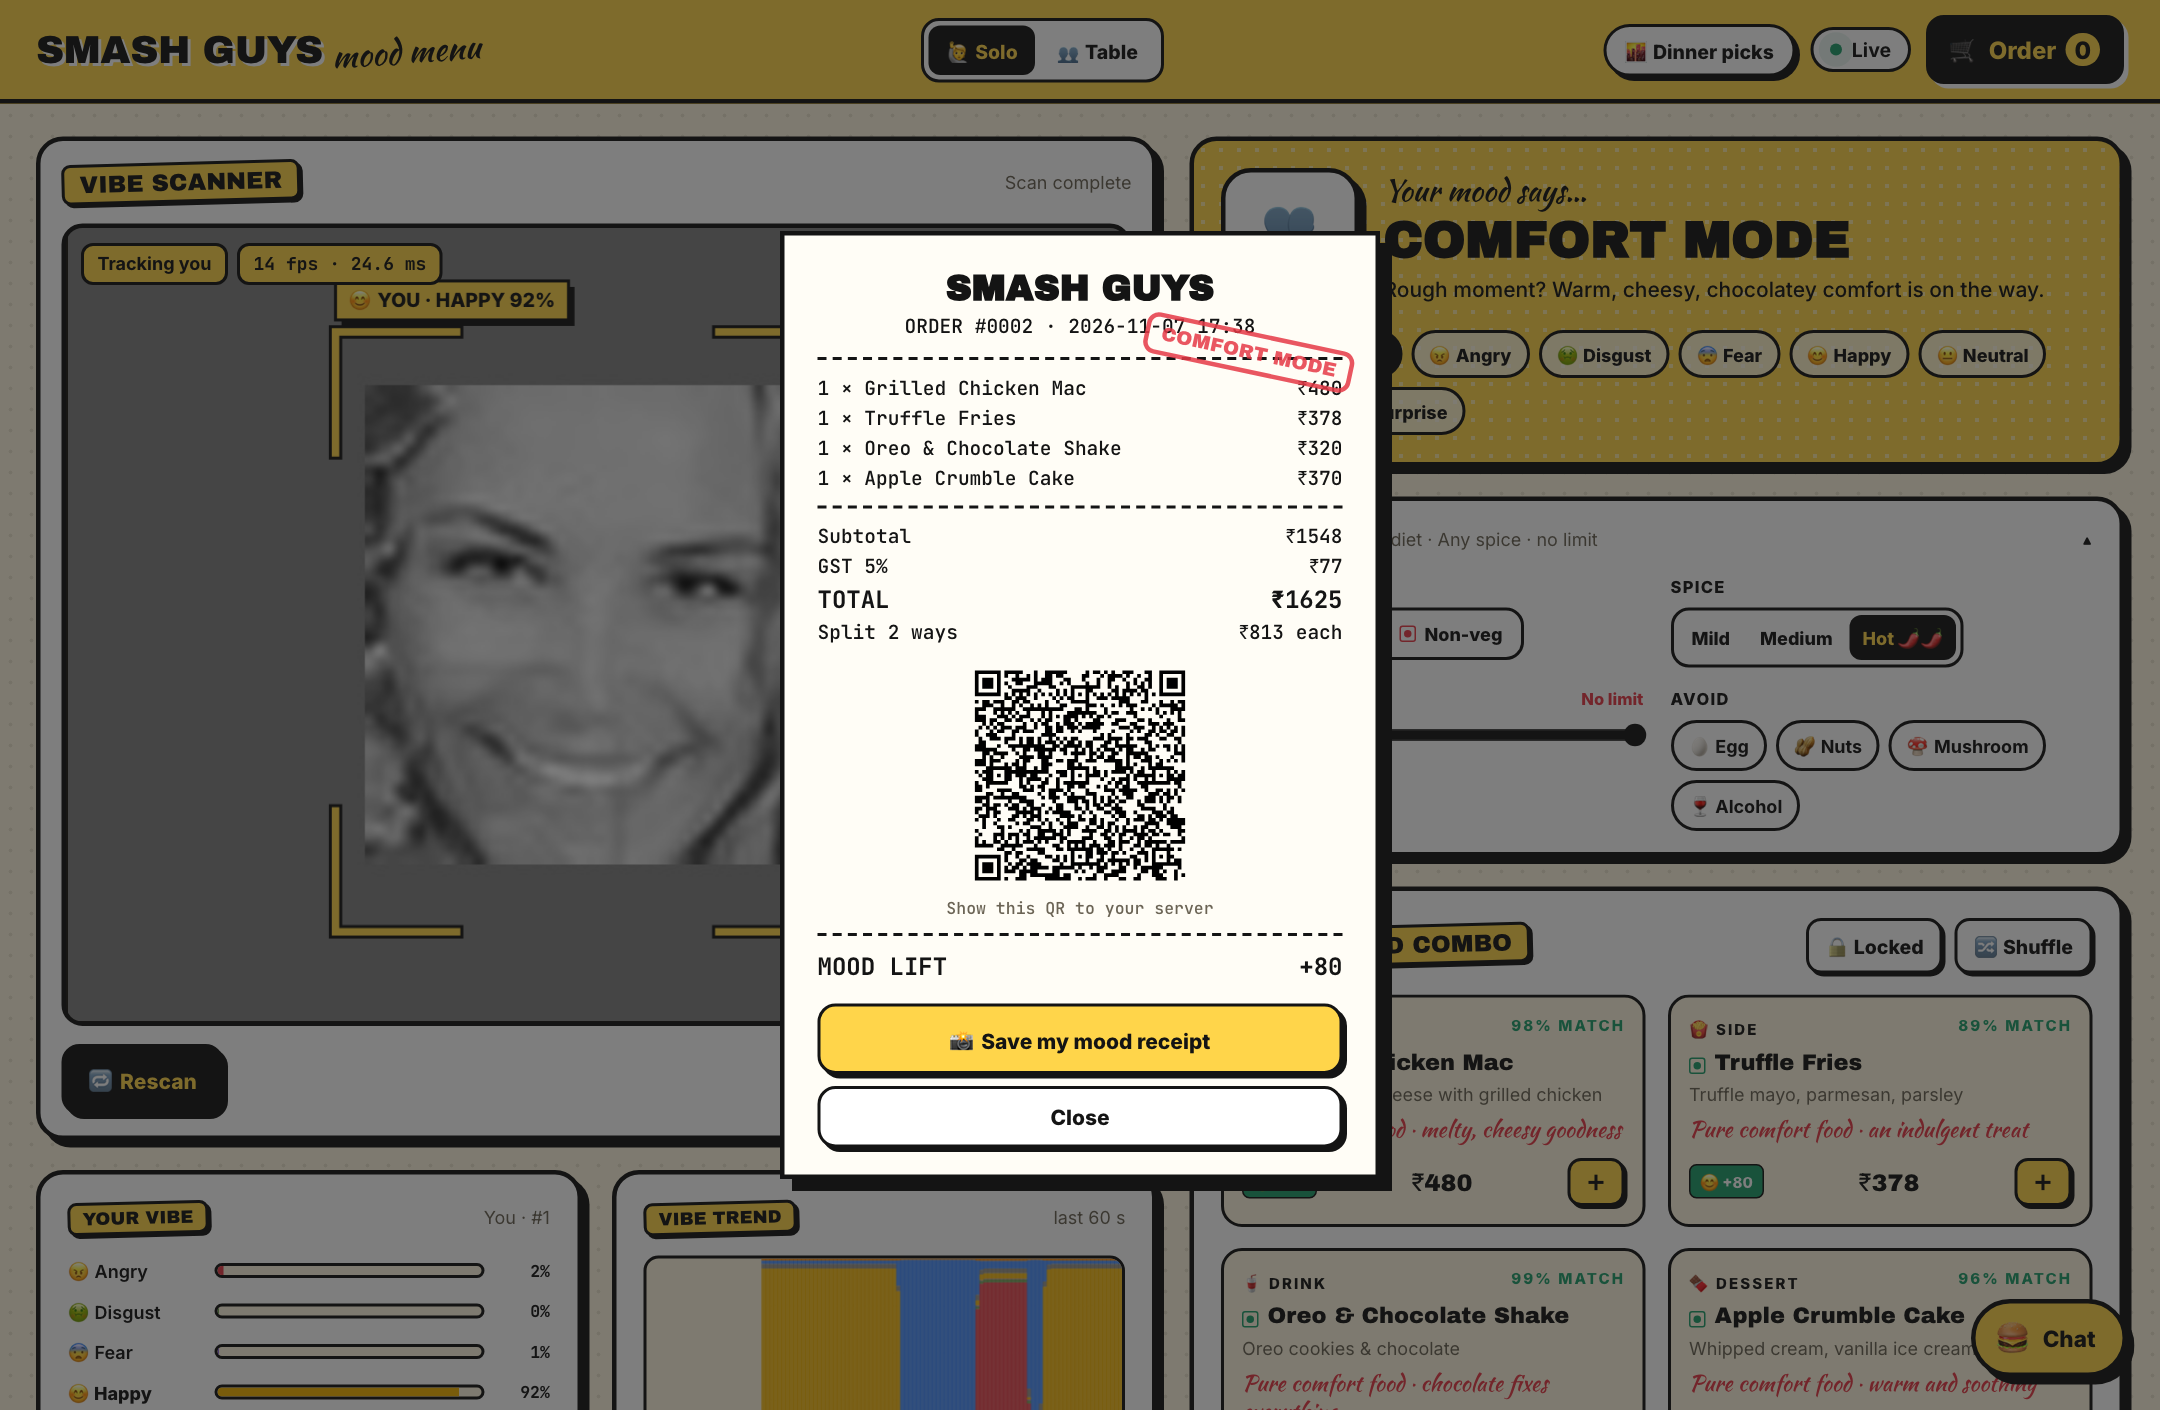 SMASH GUYS mood menu
Solo
Table
Dinner picks
Live
Order 0
VIBE SCANNER
Scan complete
Tracking you
14 fps · 24.6 ms
YOU · HAPPY 92%
Rescan
Your mood says...
COMFORT MODE
Rough moment? Warm, cheesy, chocolatey comfort is on the way.
Angry
Disgust
Fear
Happy
Neutral
rprise
SMASH GUYS
ORDER #0002 · 2026-11-07 17:38
COMFORT MODE
1 × Grilled Chicken Mac ₹480
1 × Truffle Fries ₹378
1 × Oreo & Chocolate Shake ₹320
1 × Apple Crumble Cake ₹370
Subtotal ₹1548
GST 5% ₹77
TOTAL ₹1625
Split 2 ways ₹813 each
Show this QR to your server
MOOD LIFT +80
Save my mood receipt
Close
diet · Any spice · no limit
Non-veg
No limit
SPICE
Mild
Medium
Hot
AVOID
Egg
Nuts
Mushroom
Alcohol
COMBO
Locked
Shuffle
98% MATCH
icken Mac
eese with grilled chicken
od · melty, cheesy goodness
₹480
+
SIDE
89% MATCH
Truffle Fries
Truffle mayo, parmesan, parsley
Pure comfort food · an indulgent treat
+80
₹378
+
DRINK
99% MATCH
Oreo & Chocolate Shake
Oreo cookies & chocolate
Pure comfort food · chocolate fixes
DESSERT
96% MATCH
Apple Crumble Cake
Whipped cream, vanilla ice cream
Pure comfort food · warm and soothing
Chat
YOUR VIBE
You · #1
Angry 2%
Disgust 0%
Fear 1%
Happy 92%
VIBE TREND
last 60 s